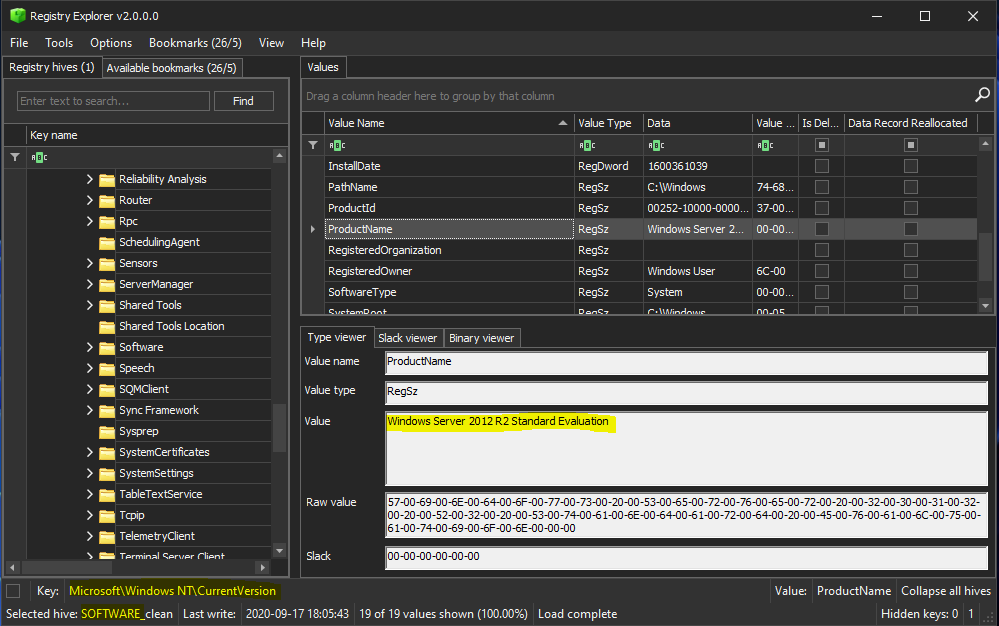 Registry Explorer v2.0.0.0
File Tools Options Bookmarks (26/5) View Help
Registry hives (1) Available bookmarks (26/5)
Enter text to search... Find
Key name
Reliability Analysis
Router
Rpc
SchedulingAgent
Sensors
ServerManager
Shared Tools
Shared Tools Location
Software
Speech
SQMClient
Sync Framework
Sysprep
SystemCertificates
SystemSettings
TableTextService
Tcpip
TelemetryClient
Terminal Server Client
Values
Drag a column header here to group by that column
Value Name Value Type Data Value ... Is Del... Data Record Reallocated
InstallDate RegDword 1600361039
PathName RegSz C:\Windows 74-68...
ProductId RegSz 00252-10000-0000... 37-00...
ProductName RegSz Windows Server 2... 00-00...
RegisteredOrganization RegSz
RegisteredOwner RegSz Windows User 6C-00
SoftwareType RegSz System 00-00...
SystemRoot RegSz C:\Windows 00-05...
Type viewer Slack viewer Binary viewer
Value name ProductName
Value type RegSz
Value Windows Server 2012 R2 Standard Evaluation
Raw value 57-00-69-00-6E-00-64-00-6F-00-77-00-73-00-20-00-53-00-65-00-72-00-76-00-65-00-72-00-20-00-32-00-30-00-31-00-32-
00-20-00-52-00-32-00-20-00-53-00-74-00-61-00-6E-00-64-00-61-00-72-00-64-00-20-00-45-00-76-00-61-00-6C-00-75-00-
61-00-74-00-69-00-6F-00-6E-00-00-00
Slack 00-00-00-00-00-00
Key: Microsoft\Windows NT\CurrentVersion Value: ProductName Collapse all hives
Selected hive: SOFTWARE_clean Last write: 2020-09-17 18:05:43 19 of 19 values shown (100.00%) Load complete Hidden keys: 0 1